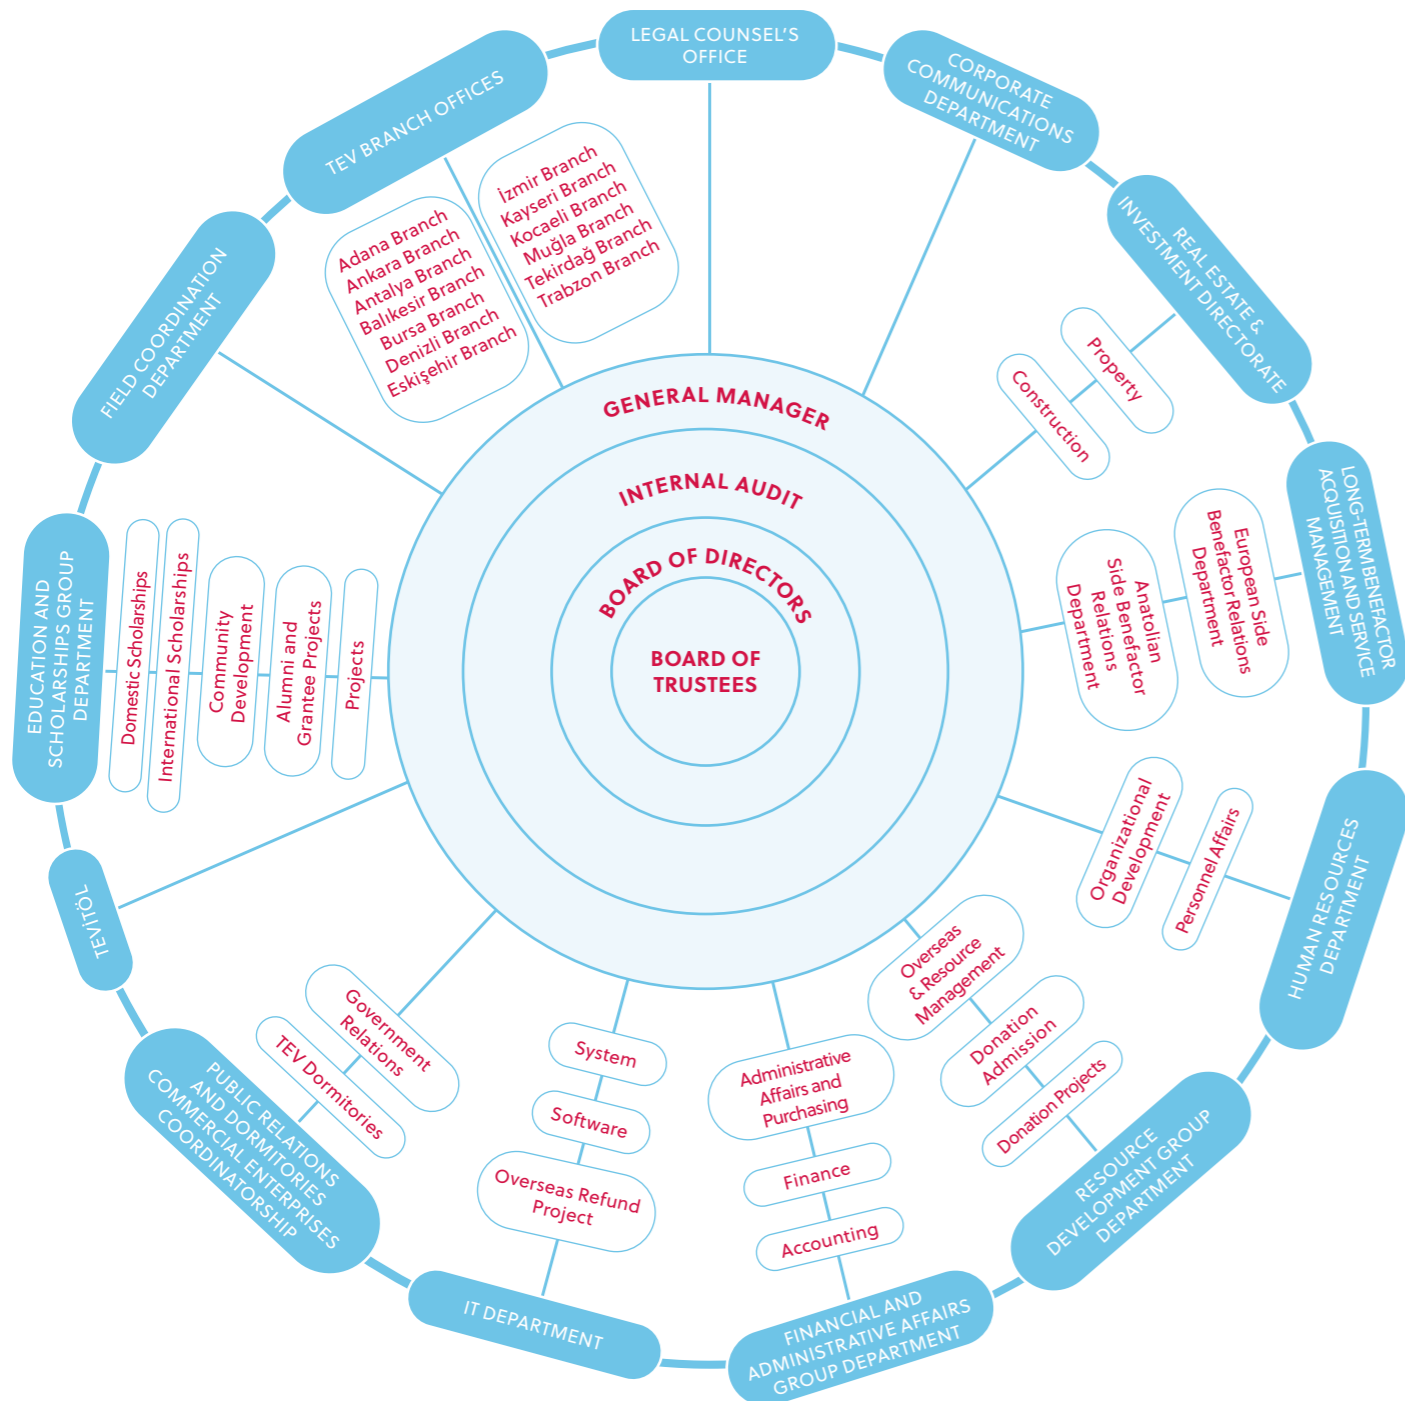 LEGAL COUNSEL'S
OFFICE
CORPORATE
COMMUNICATIONS
DEPARTMENT
REAL ESTATE &
INVESTMENT DIRECTORATE
Property
Construction
LONG-TERM BENEFACTOR
ACQUISITION AND SERVICE
MANAGEMENT
European Side
Benefactor Relations
Department
Anatolian
Side Benefactor
Relations
Department
HUMAN RESOURCES
DEPARTMENT
Organizational
Development
Personnel Affairs
RESOURCE
DEVELOPMENT GROUP
DEPARTMENT
Overseas
& Resource
Management
Donation
Admission
Donation Projects
FINANCIAL AND
ADMINISTRATIVE AFFAIRS
GROUP DEPARTMENT
Administrative
Affairs and
Purchasing
Finance
Accounting
IT DEPARTMENT
System
Software
Overseas Refund
Project
PUBLIC RELATIONS
AND DORMITORIES
COMMERCIAL ENTERPRISES
COORDINATORSHIP
Government
Relations
TEV Dormitories
TEVİTÖL
EDUCATION AND
SCHOLARSHIPS GROUP
DEPARTMENT
Domestic Scholarships
International Scholarships
Community
Development
Alumni and
Grantee Projects
Projects
FIELD COORDINATION
DEPARTMENT
TEV BRANCH OFFICES
Adana Branch
Ankara Branch
Antalya Branch
Balıkesir Branch
Bursa Branch
Denizli Branch
Eskişehir Branch
İzmir Branch
Kayseri Branch
Kocaeli Branch
Muğla Branch
Tekirdağ Branch
Trabzon Branch
GENERAL MANAGER
INTERNAL AUDIT
BOARD OF DIRECTORS
BOARD OF
TRUSTEES